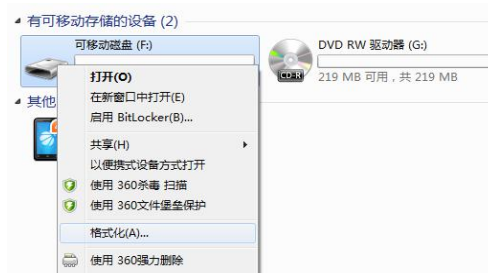 有可移动存储的设备 (2)
可移动磁盘 (F:)
DVD RW 驱动器 (G:)
CD-R
219 MB 可用，共 219 MB
打开(O)
在新窗口中打开(E)
启用 BitLocker(B)...
其他
共享(H)
以便携式设备方式打开
使用 360杀毒 扫描
使用 360文件堡垒保护
格式化(A)...
使用 360强力删除